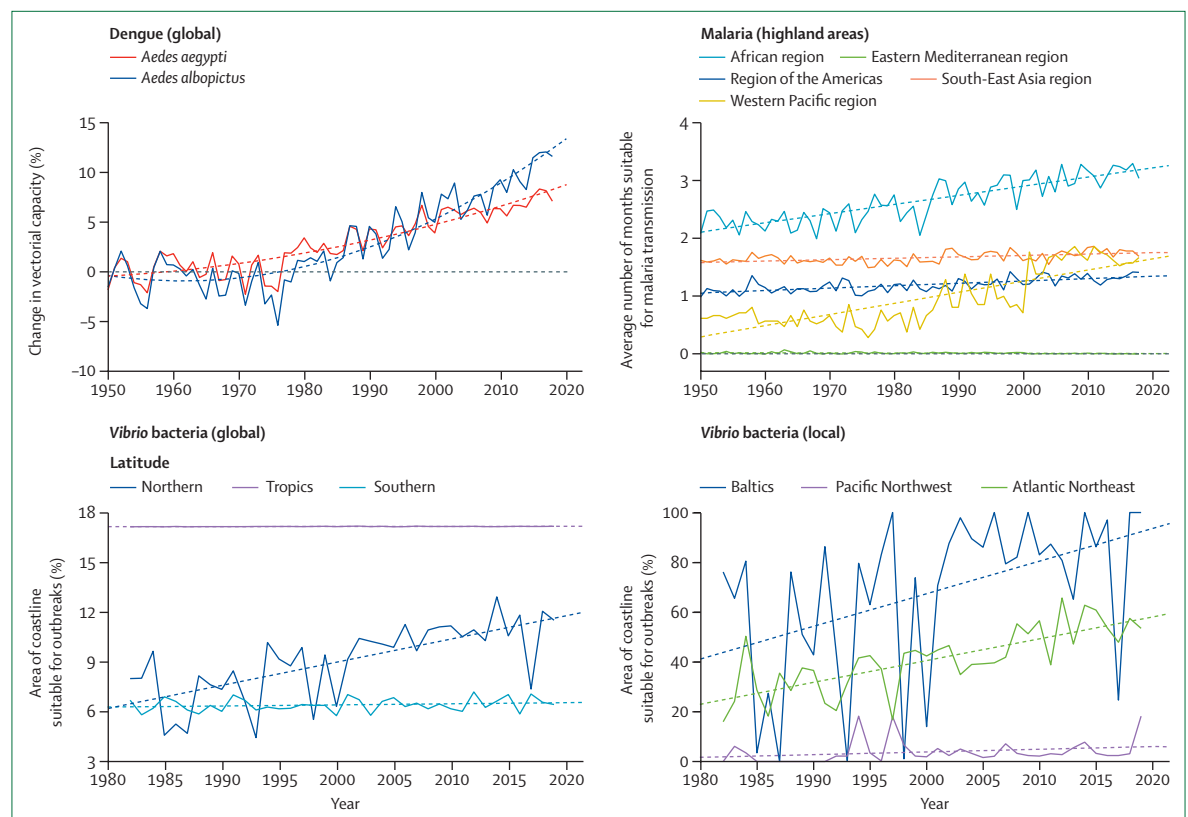 Dengue (global)
Aedes aegypti
Aedes albopictus
Change in vectorial capacity (%)
15
10
5
0
–5
–10
1950 1960 1970 1980 1990 2000 2010 2020
Malaria (highland areas)
African region Eastern Mediterranean region
Region of the Americas South-East Asia region
Western Pacific region
Average number of months suitable
for malaria transmission
4
3
2
1
0
1950 1960 1970 1980 1990 2000 2010 2020
Vibrio bacteria (global)
Latitude
Northern Tropics Southern
Area of coastline
suitable for outbreaks (%)
18
15
12
9
6
3
1980 1985 1990 1995 2000 2005 2010 2015 2020
Year
Vibrio bacteria (local)
Baltics Pacific Northwest Atlantic Northeast
Area of coastline
suitable for outbreaks (%)
100
80
60
40
20
0
1980 1985 1990 1995 2000 2005 2010 2015 2020
Year